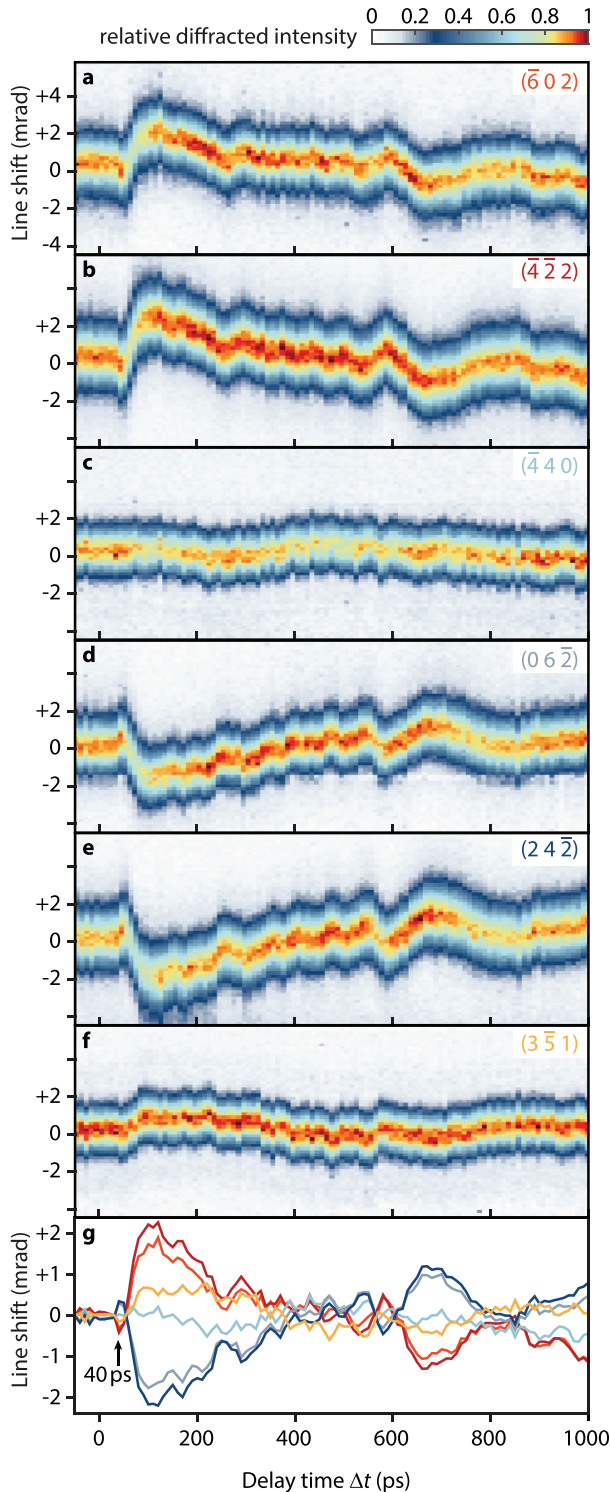 relative diffracted intensity
0 0.2 0.4 0.6 0.8 1
a (6̅ 0 2)
Line shift (mrad)
+4
+2
0
-2
-4
b (4̅ 2̅ 2)
+2
0
-2
c (4̅ 4 0)
+2
0
-2
d (0 6 2̅)
+2
0
-2
e (2 4 2̅)
+2
0
-2
f (3 5̅ 1)
+2
0
-2
g
Line shift (mrad)
+2
+1
0
-1
-2
40 ps
0 200 400 600 800 1000
Delay time Δt (ps)